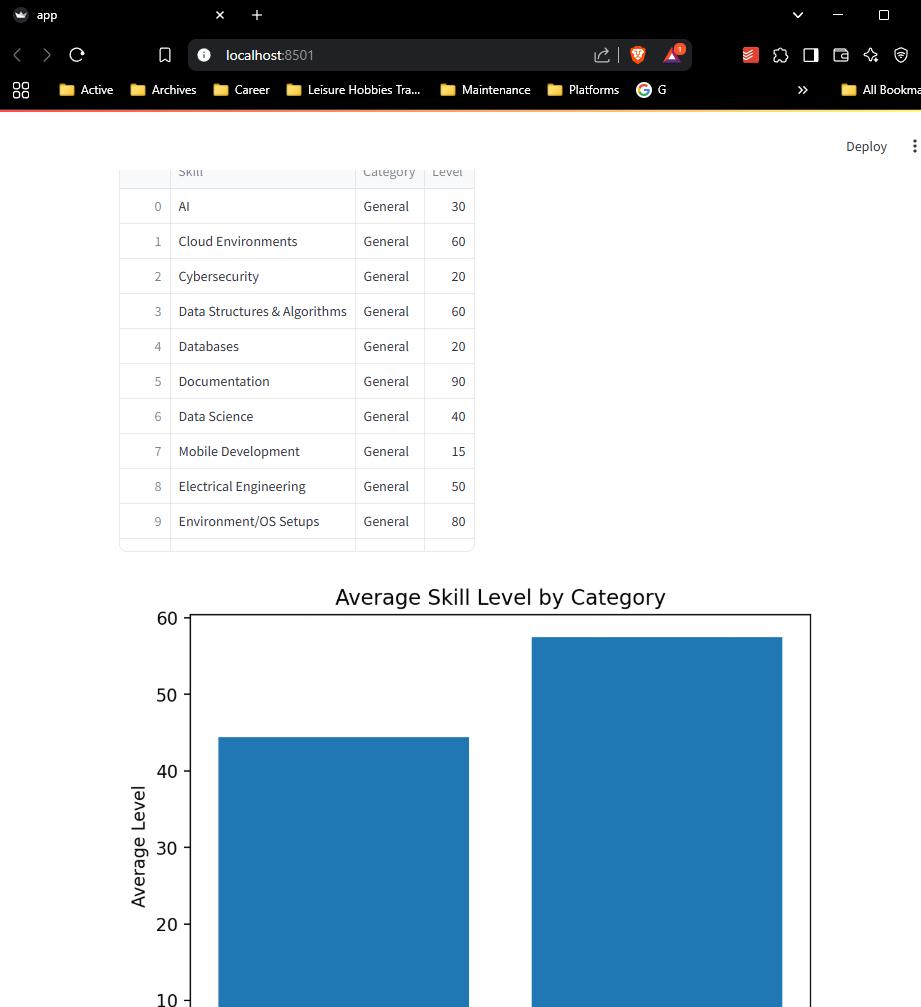 app
localhost:8501
1
Active Archives Career Leisure Hobbies Tra... Maintenance Platforms G All Bookma
Deploy
Skill Category Level
0 AI General 30
1 Cloud Environments General 60
2 Cybersecurity General 20
3 Data Structures & Algorithms General 60
4 Databases General 20
5 Documentation General 90
6 Data Science General 40
7 Mobile Development General 15
8 Electrical Engineering General 50
9 Environment/OS Setups General 80
Average Skill Level by Category
60
50
40
30
20
10
Average Level